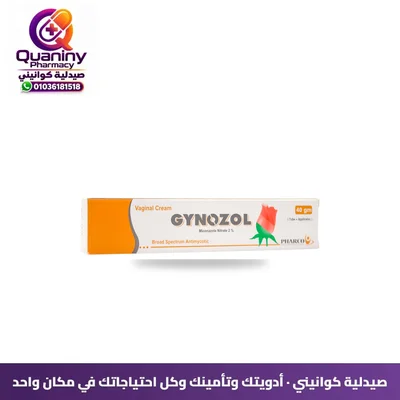 Quaniny
Pharmacy
صيدلية كوانيني
01036181518
Vaginal Cream
GYNOZOL
Miconazole Nitrate 2 %
Broad Spectrum Antimycotic
40 gm
PHARCO
صيدلية كوانيني - أدويتك وتأمينك وكل احتياجاتك في مكان واحد